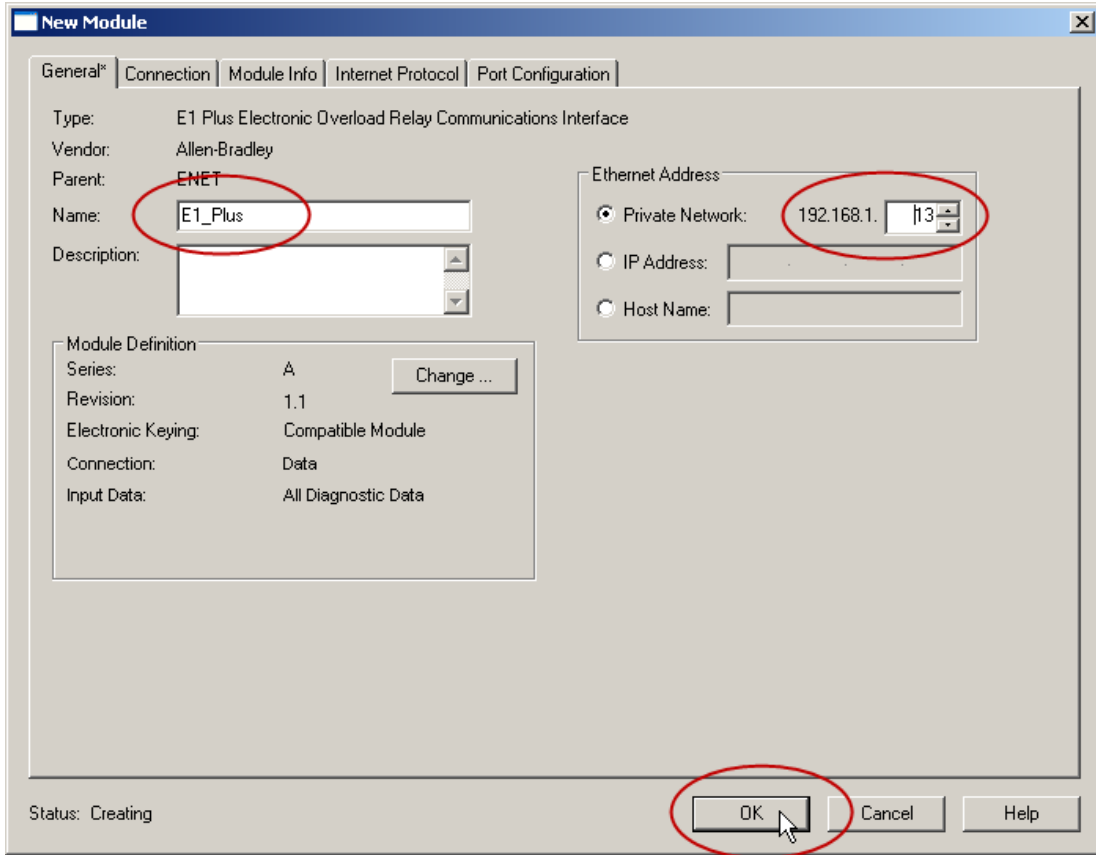 New Module
General* Connection Module Info Internet Protocol Port Configuration
Type: E1 Plus Electronic Overload Relay Communications Interface
Vendor: Allen-Bradley
Parent: ENET
Name: E1_Plus
Description:
Ethernet Address
Private Network: 192.168.1. 13
IP Address: . . .
Host Name:
Module Definition
Series: A Change ...
Revision: 1.1
Electronic Keying: Compatible Module
Connection: Data
Input Data: All Diagnostic Data
Status: Creating OK Cancel Help